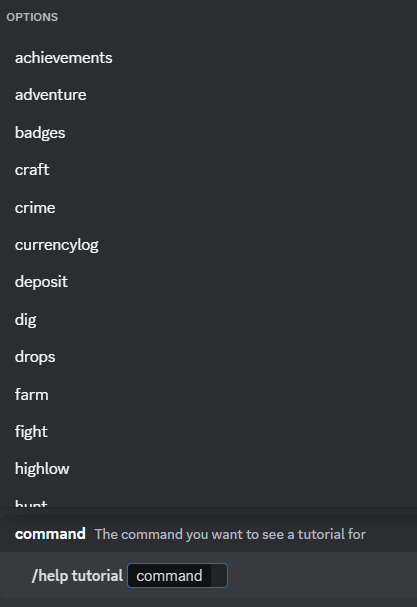 OPTIONS
achievements
adventure
badges
craft
crime
currencylog
deposit
dig
drops
farm
fight
highlow
hunt
command The command you want to see a tutorial for
/help tutorial command